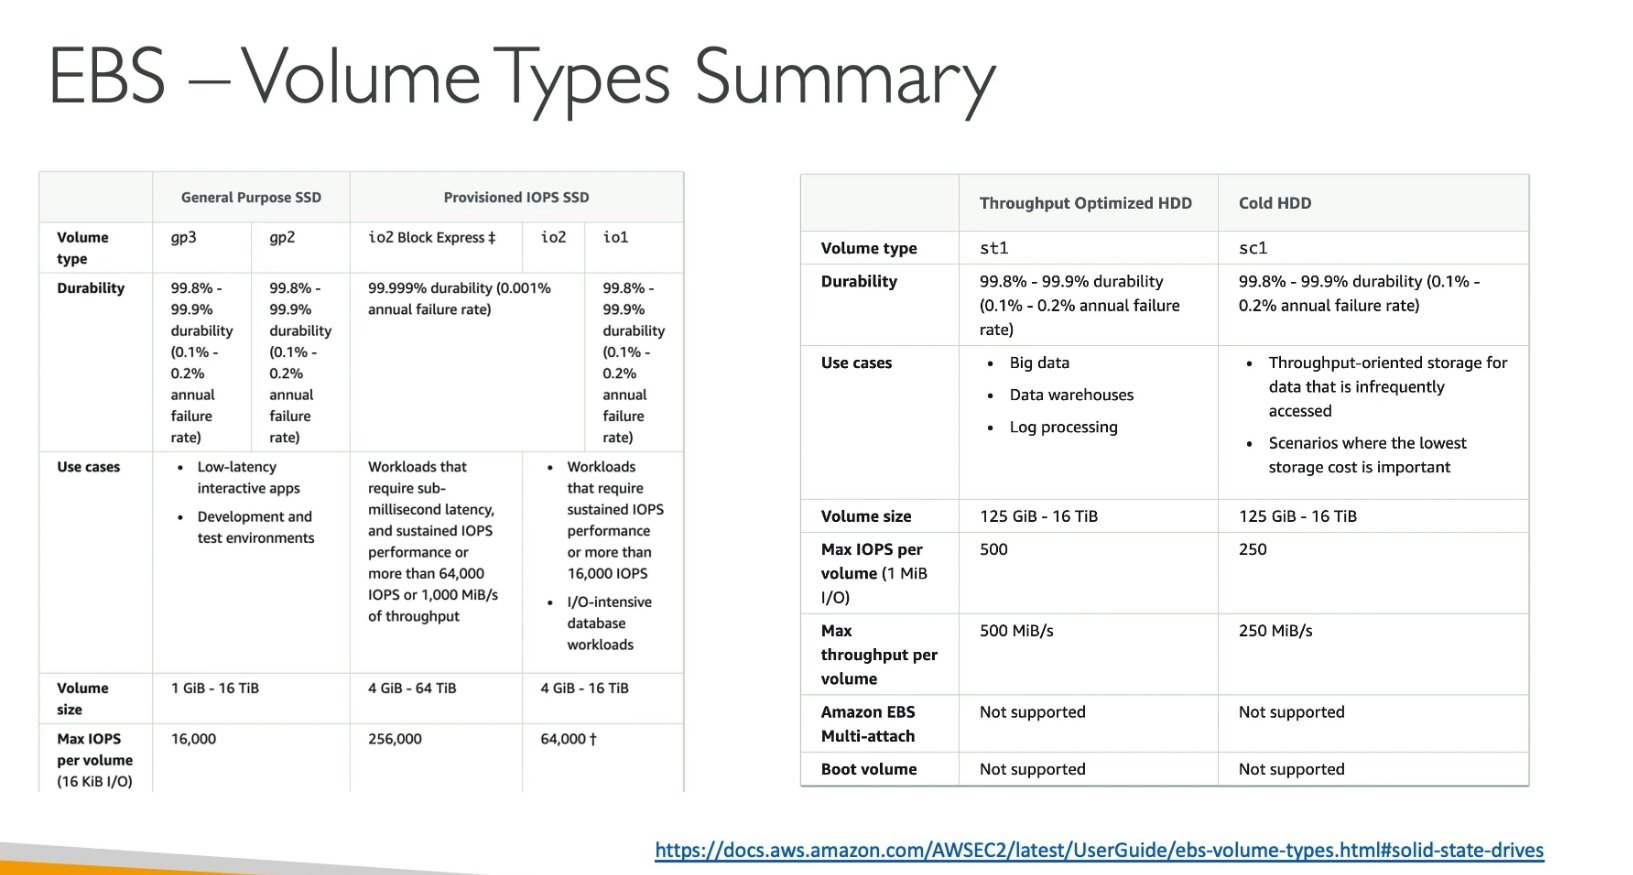 EBS – Volume Types Summary
General Purpose SSD
Provisioned IOPS SSD
Volume
type
gp3
gp2
io2 Block Express ‡
io2
io1
Durability
99.8% -
99.9%
durability
(0.1% -
0.2%
annual
failure
rate)
99.8% -
99.9%
durability
(0.1% -
0.2%
annual
failure
rate)
99.999% durability (0.001%
annual failure rate)
99.8% -
99.9%
durability
(0.1% -
0.2%
annual
failure
rate)
Use cases
• Low-latency
interactive apps
• Development and
test environments
Workloads that
require sub-
millisecond latency,
and sustained IOPS
performance or
more than 64,000
IOPS or 1,000 MiB/s
of throughput
• Workloads
that require
sustained IOPS
performance
or more than
16,000 IOPS
• I/O-intensive
database
workloads
Volume
size
1 GiB - 16 TiB
4 GiB - 64 TiB
4 GiB - 16 TiB
Max IOPS
per volume
(16 KiB I/O)
16,000
256,000
64,000 †
Throughput Optimized HDD
Cold HDD
Volume type
st1
sc1
Durability
99.8% - 99.9% durability
(0.1% - 0.2% annual failure
rate)
99.8% - 99.9% durability (0.1% -
0.2% annual failure rate)
Use cases
• Big data
• Data warehouses
• Log processing
• Throughput-oriented storage for
data that is infrequently
accessed
• Scenarios where the lowest
storage cost is important
Volume size
125 GiB - 16 TiB
125 GiB - 16 TiB
Max IOPS per
volume (1 MiB
I/O)
500
250
Max
throughput per
volume
500 MiB/s
250 MiB/s
Amazon EBS
Multi-attach
Not supported
Not supported
Boot volume
Not supported
Not supported
https://docs.aws.amazon.com/AWSEC2/latest/UserGuide/ebs-volume-types.html#solid-state-drives